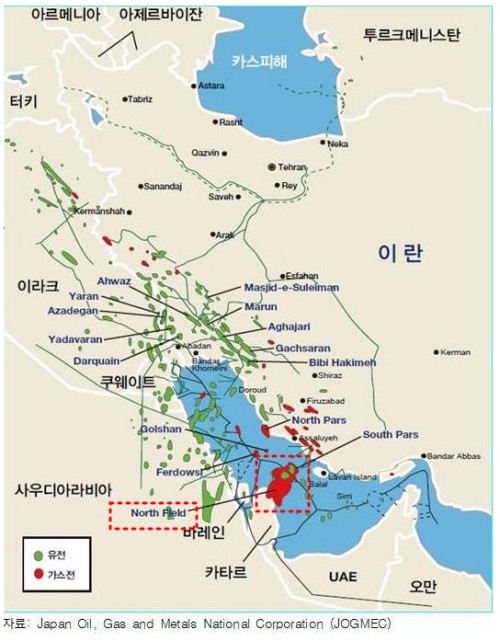 아르메니아 아제르바이잔
투르크메니스탄
카스피해
터키
Astara
Tabriz
Rasht
Neka
Qazvin
Tehran
Rey
Sanandaj
Saveh
Kermanshah
Arak
이 란
Esfahan
이라크
Ahwaz
Masjid-e-Suleiman
Yaran
Marun
Azadegan
Aghajari
Yadavaran
Abadan
Gachsaran
Kerman
Darquain
Bandar Khomeini
Bibi Hakimeh
Shiraz
쿠웨이트
Doroud
Firuzabad
North Pars
Golshan
Assaluyeh
South Pars
Bandar Abbas
Ferdowsi
Lavan Island
Balal
Sirri
사우디아라비아
North Field
바레인
유전
가스전
카타르
UAE
오만
자료: Japan Oil, Gas and Metals National Corporation (JOGMEC)